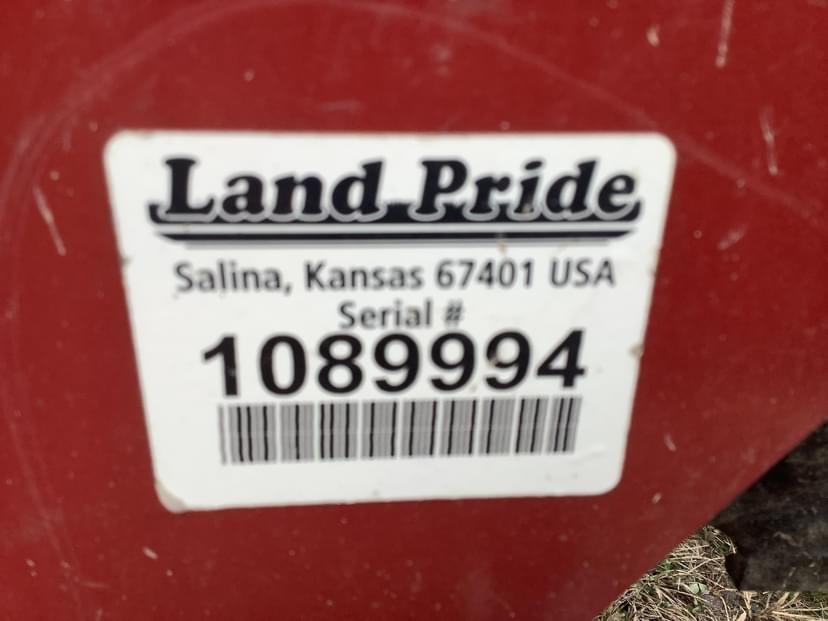 Land Pride
Salina, Kansas 67401 USA
Serial #
1089994